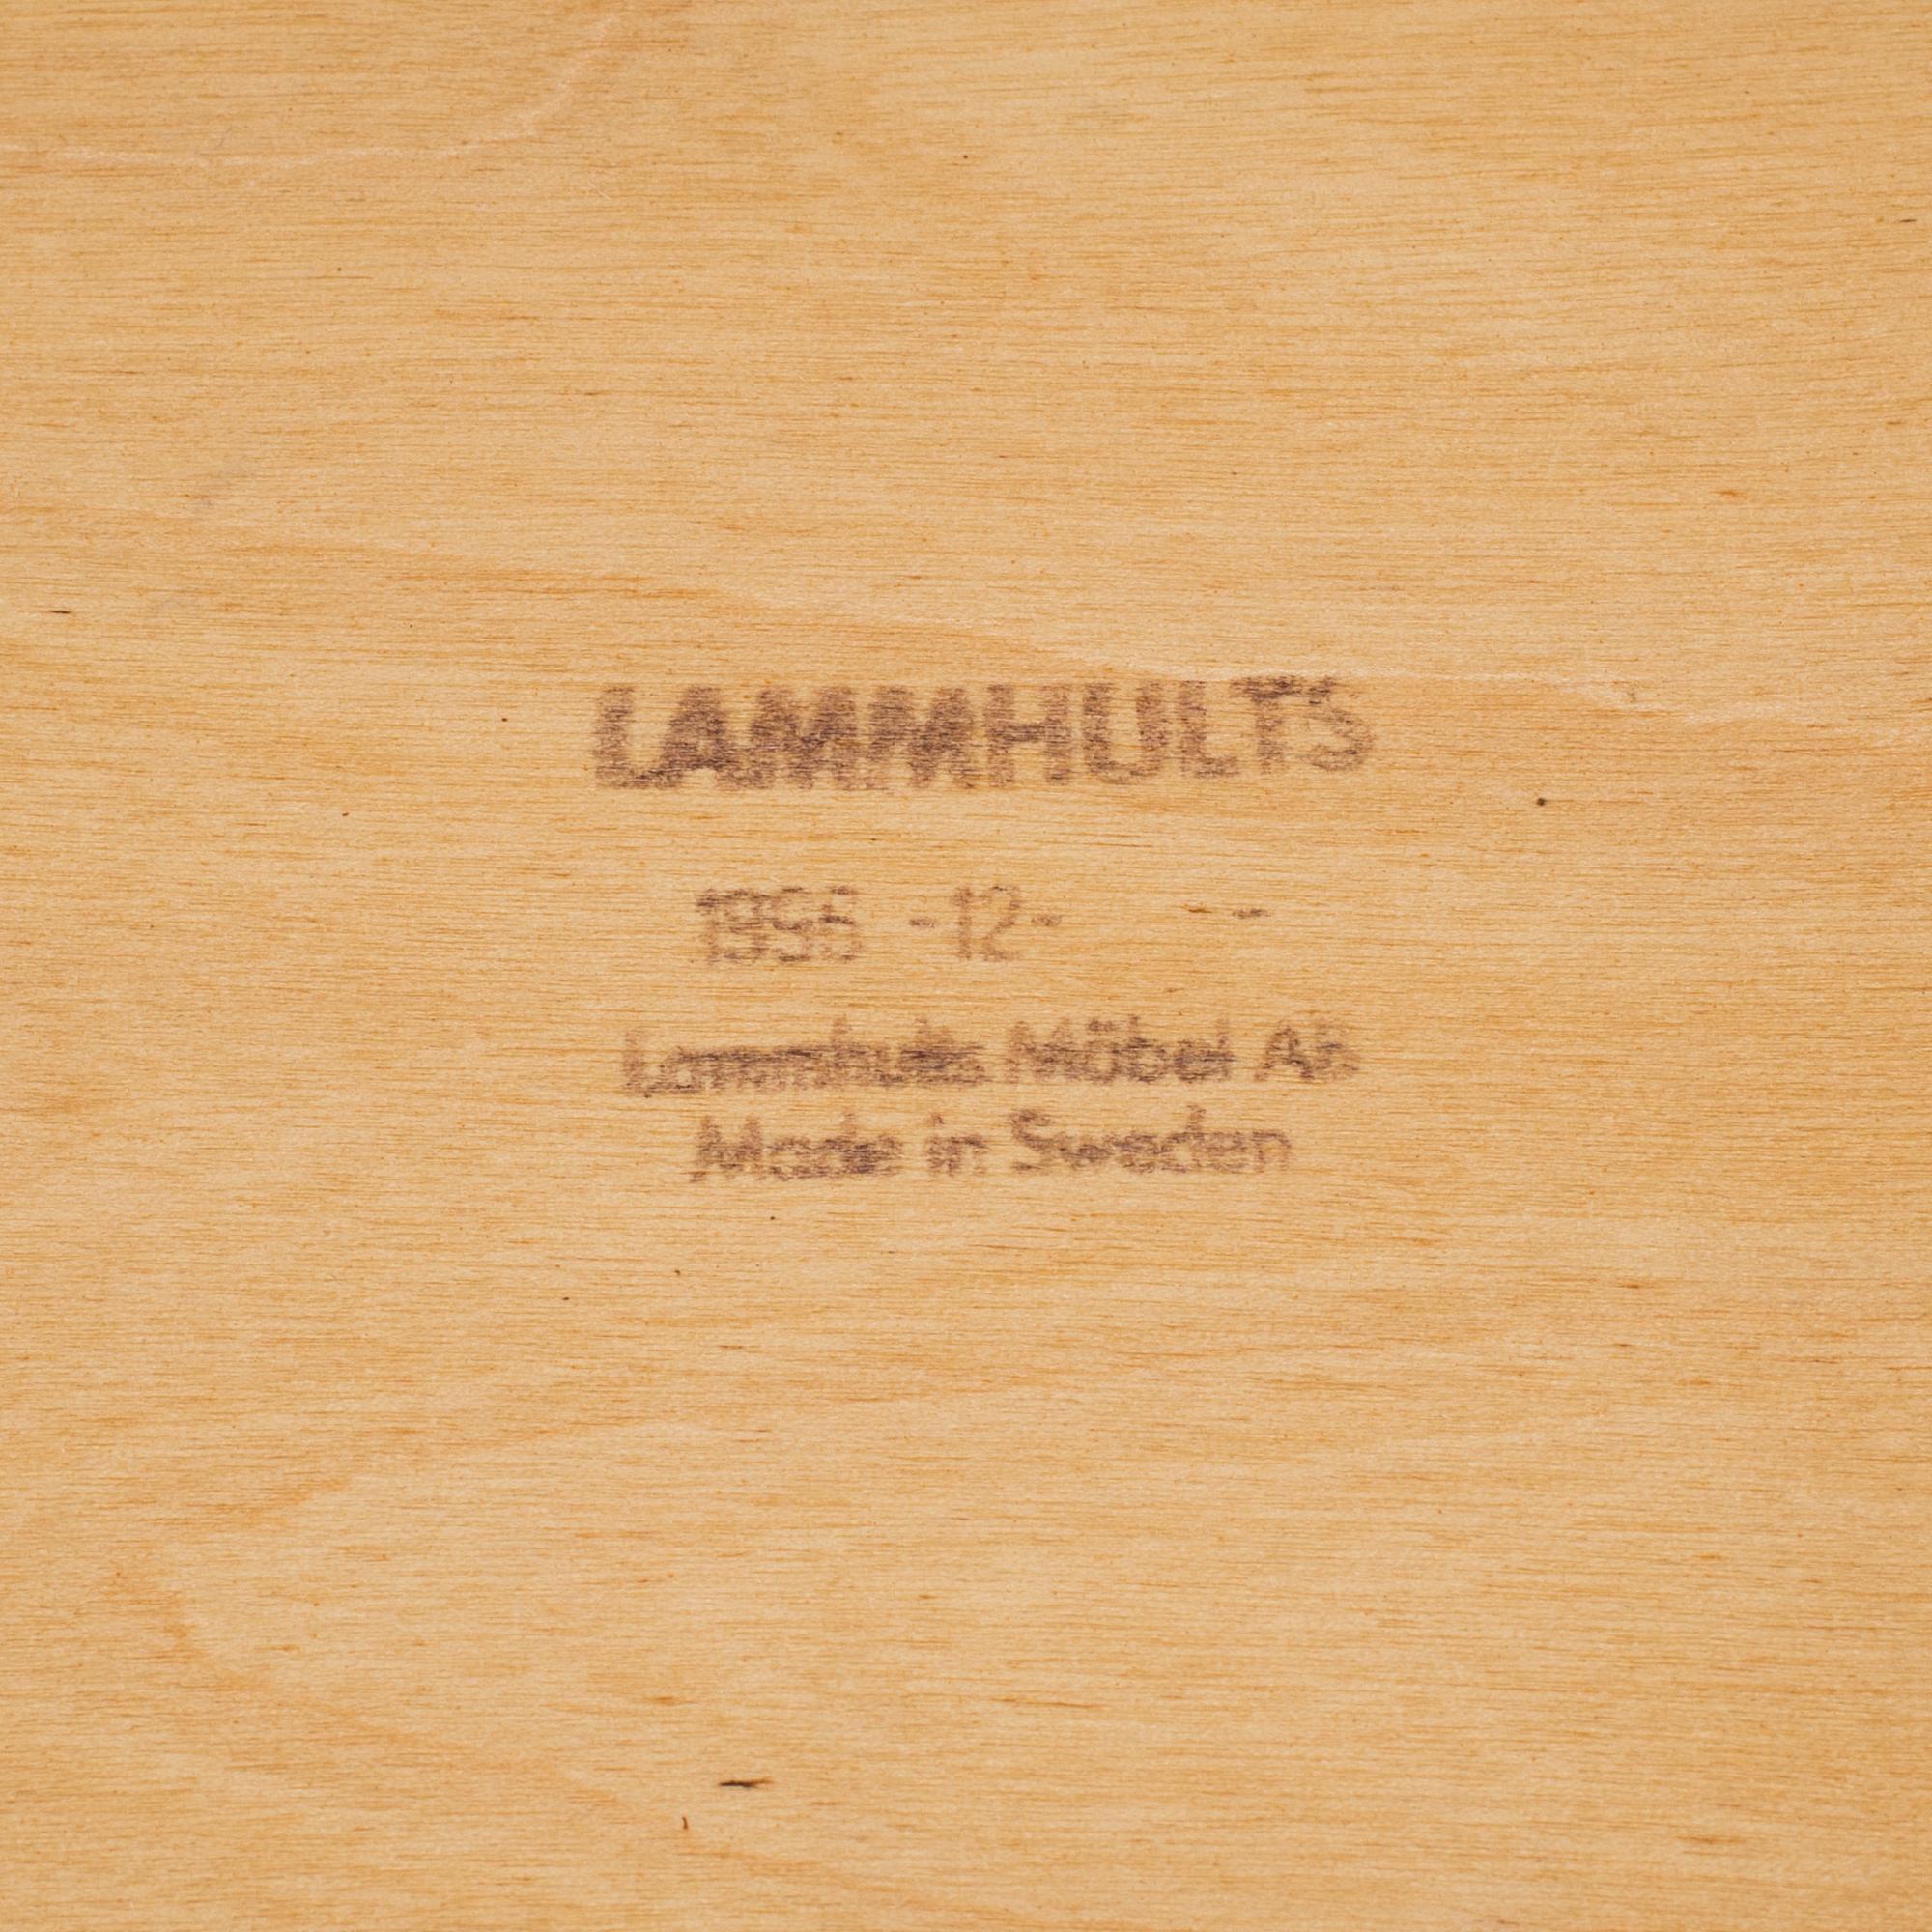 LAMMHULTS
1996 -12- --
Lammhults Möbel AB
Made in Sweden